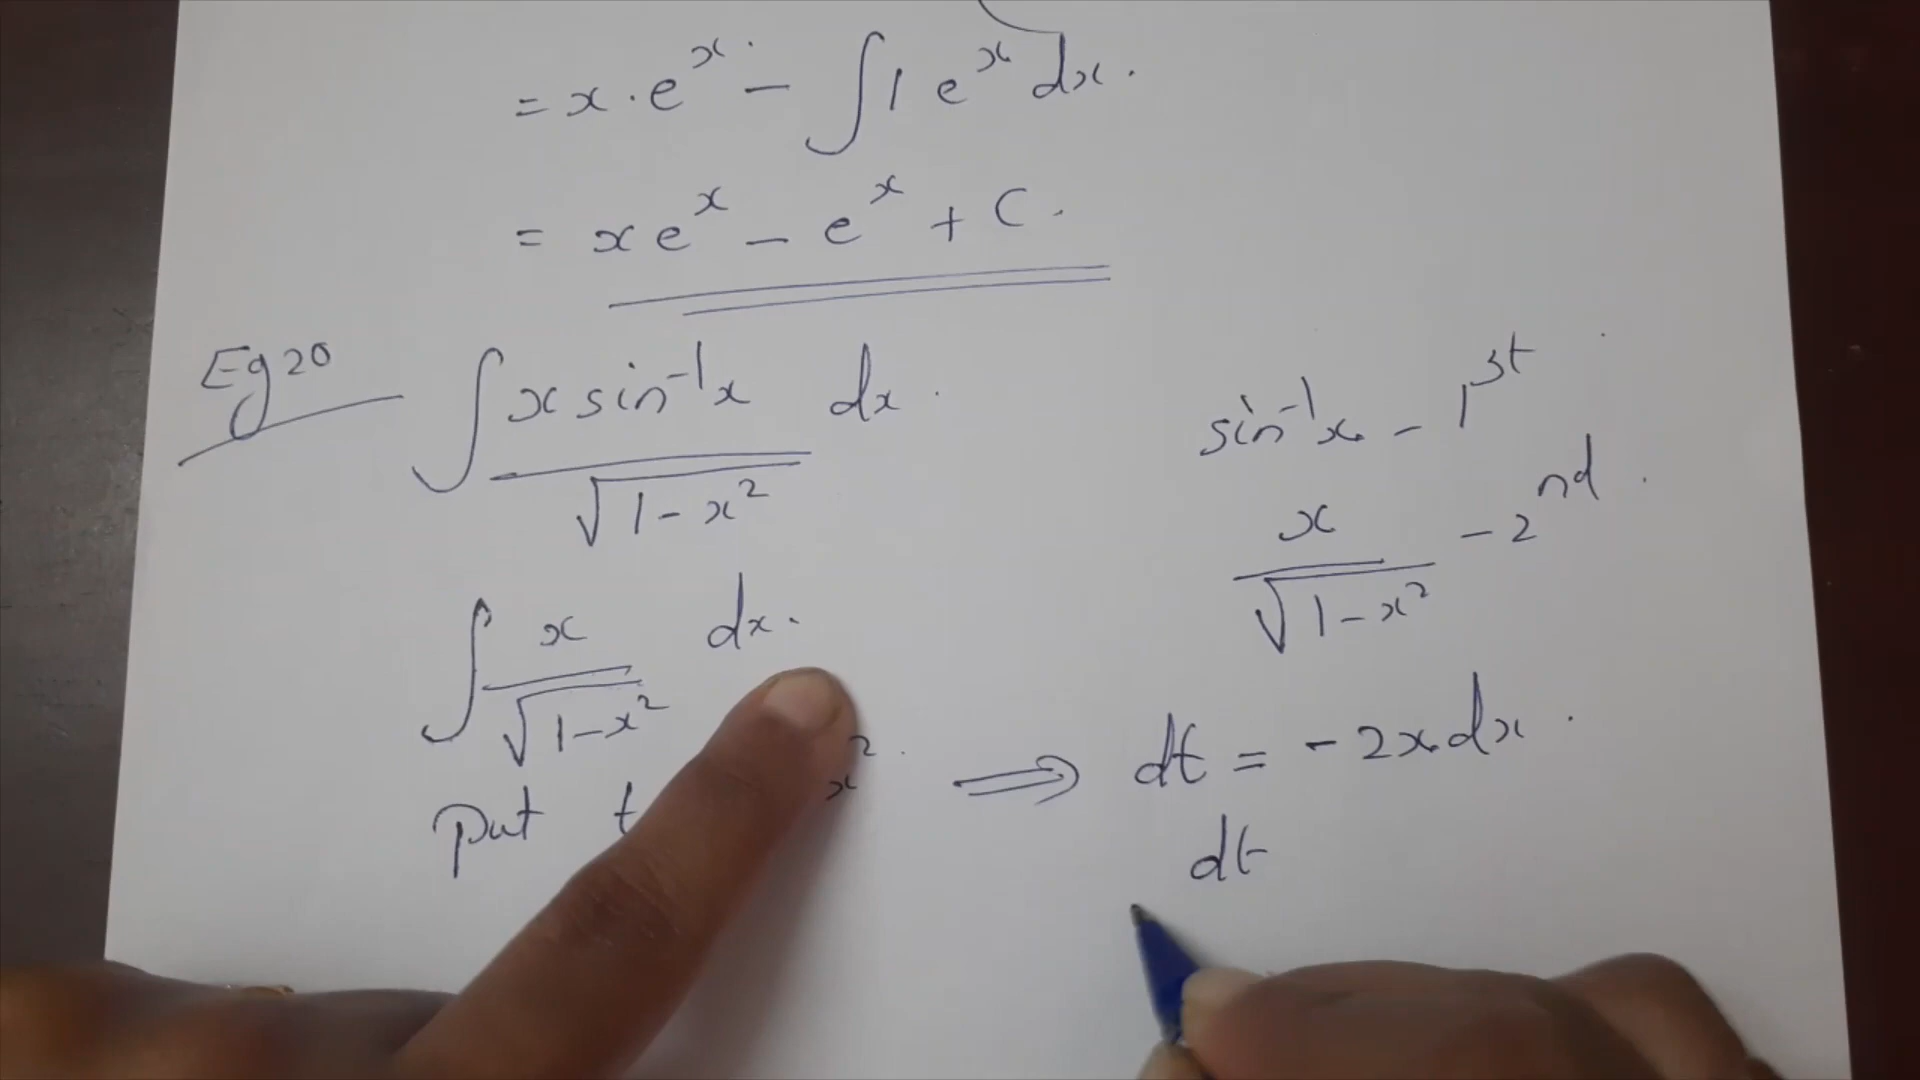 = x · e^x − ∫ 1 e^x dx.
= x e^x − e^x + C.
Eg 20 ∫ x sin⁻¹x / √(1 − x²) dx.
sin⁻¹x − 1st
x / √(1 − x²) − 2nd.
∫ x / √(1 − x²) dx.
Put t x². ⟹ dt = −2x dx.
dt